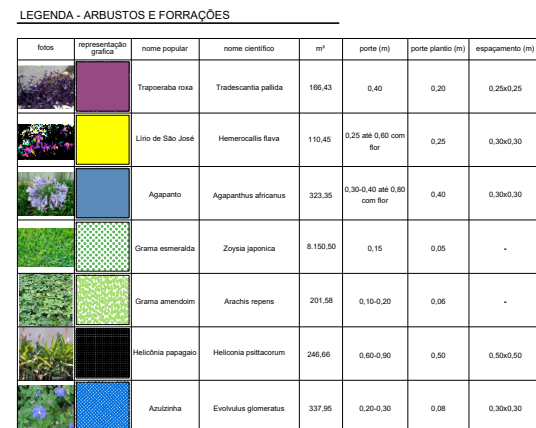 LEGENDA - ARBUSTOS E FORRAÇÕES
fotos representação grafica nome popular nome científico m² porte (m) porte plantio (m) espaçamento (m)
Trapoeraba roxa Tradescantia pallida 166,43 0,40 0,20 0,25x0,25
Lírio de São José Hemerocallis flava 110,45 0,25 até 0,60 com flor 0,25 0,30x0,30
Agapanto Agapanthus africanus 323,35 0,30-0,40 até 0,80 com flor 0,40 0,30x0,30
Grama esmeralda Zoysia japonica 8.150,50 0,15 0,05 -
Grama amendoim Arachis repens 201,58 0,10-0,20 0,06 -
Helicônia papagaio Heliconia psittacorum 246,66 0,60-0,90 0,50 0,50x0,50
Azulzinha Evolvulus glomeratus 337,95 0,20-0,30 0,08 0,30x0,30